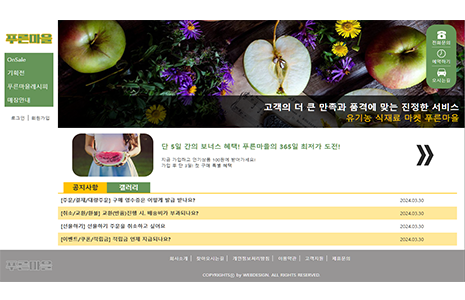 푸른마을
OnSale
기획전
푸른마을레시피
매장안내
로그인 | 회원가입
전화문의
예약하기
오시는길
고객의 더 큰 만족과 품격에 맞는 진정한 서비스
유기농 식재료 마켓 푸른마을
단 5일 간의 보너스 혜택! 푸른마을의 365일 최저가 도전!
지금 가입하고 인기상품 100원에 받아가세요!
가입 후 단 5일! 첫 구매 특별 혜택
공지사항
갤러리
[주문/결제/대량주문] 구매 영수증은 어떻게 발급 받나요?
2024.03.30
[취소/교환/환불] 교환(반품)진행 시, 배송비가 부과되나요?
2024.03.30
[선물하기] 선물하기 주문을 취소하고 싶어요
2024.03.30
[이벤트/쿠폰/적립금] 적립금 언제 지급되나요?
2024.03.30
푸른마을
회사소개 | 찾아오시는길 | 개인정보처리방침 | 이용약관 | 고객지원 | 제휴문의
COPYRIGHT(c) by WEBDESIGN. ALL RIGHTS RESERVED.